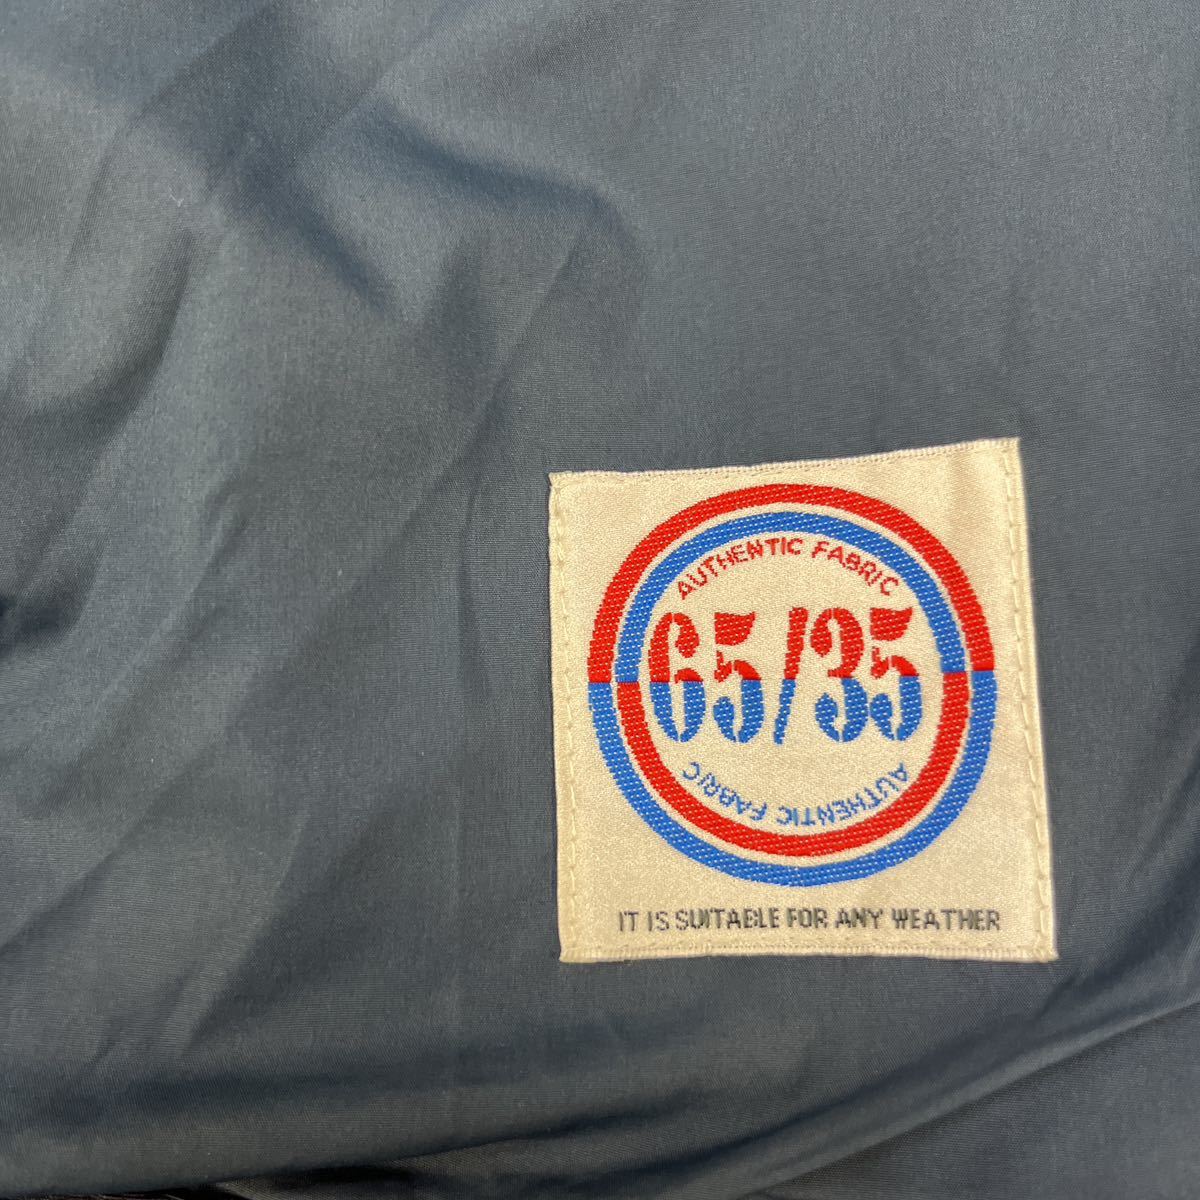 AUTHENTIC FABRIC
65/35
AUTHENTIC FABRIC
IT IS SUITABLE FOR ANY WEATHER